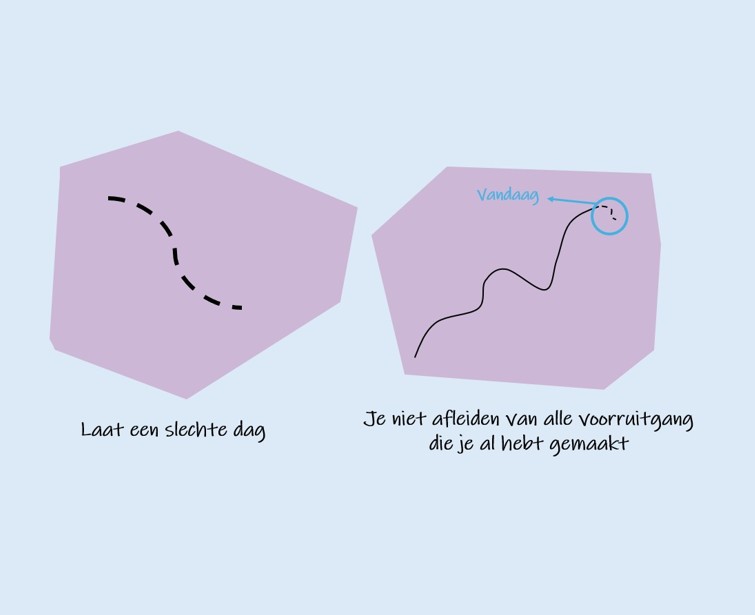 Vandaag
Laat een slechte dag
Je niet afleiden van alle voorruitgang
die je al hebt gemaakt